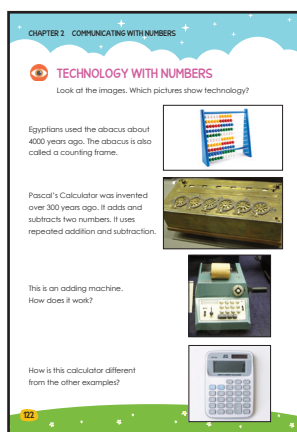 CHAPTER 2 COMMUNICATING WITH NUMBERS
TECHNOLOGY WITH NUMBERS
Look at the images. Which pictures show technology?
Egyptians used the abacus about
4000 years ago. The abacus is also
called a counting frame.
Pascal's Calculator was invented
over 300 years ago. It adds and
subtracts two numbers. It uses
repeated addition and subtraction.
This is an adding machine.
How does it work?
How is this calculator different
from the other examples?
122